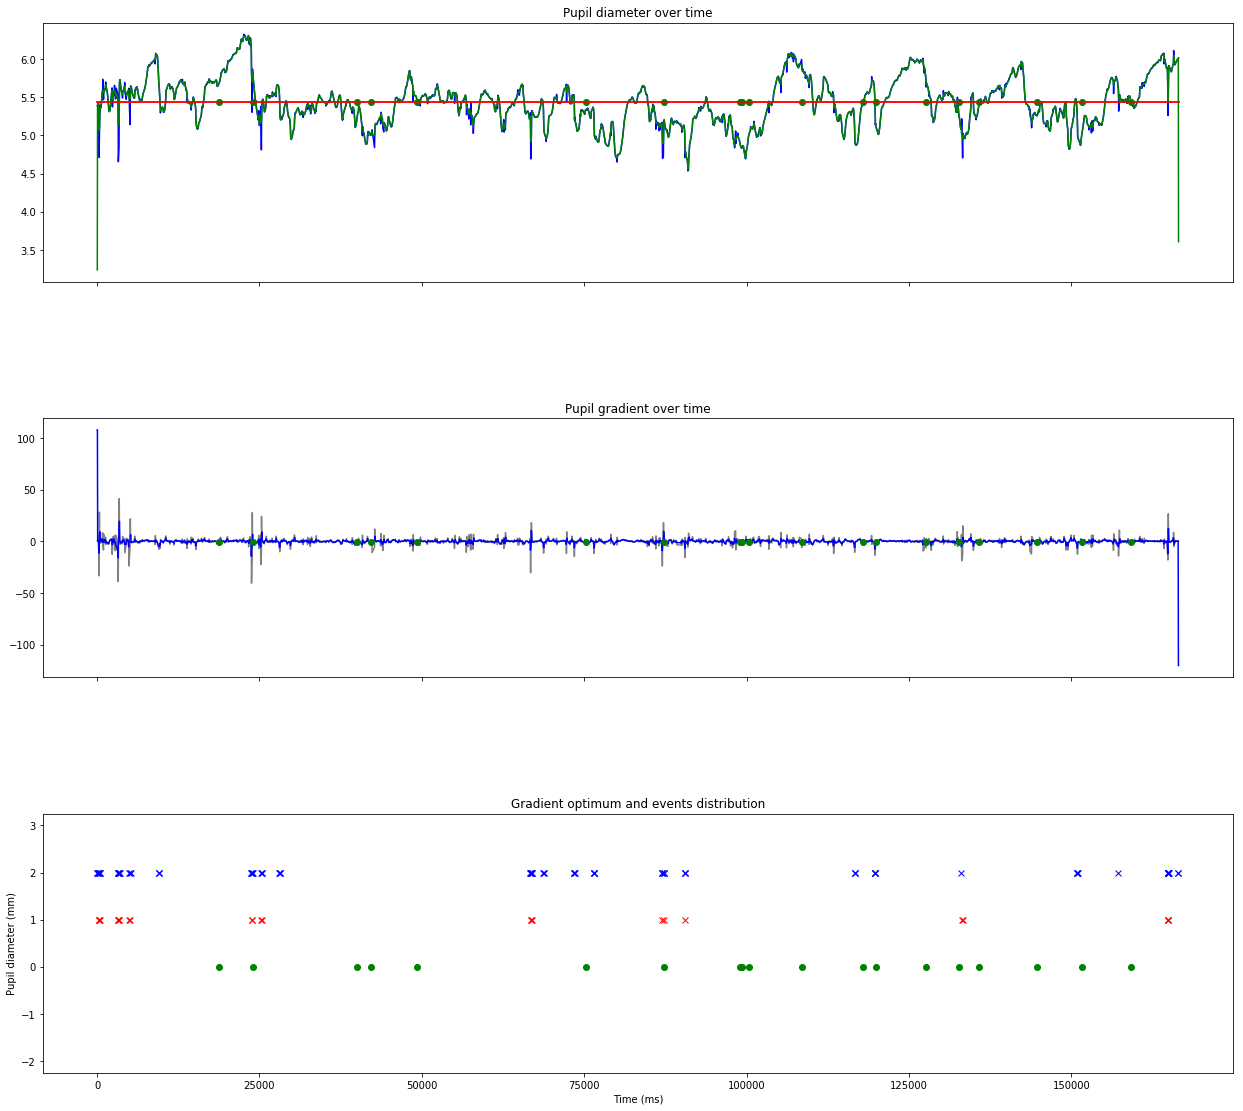 Pupil diameter over time
6.0
5.5
5.0
4.5
4.0
3.5
Pupil gradient over time
100
50
0
−50
−100
Gradient optimum and events distribution
3
2
1
0
−1
−2
Pupil diameter (mm)
0 25000 50000 75000 100000 125000 150000
Time (ms)